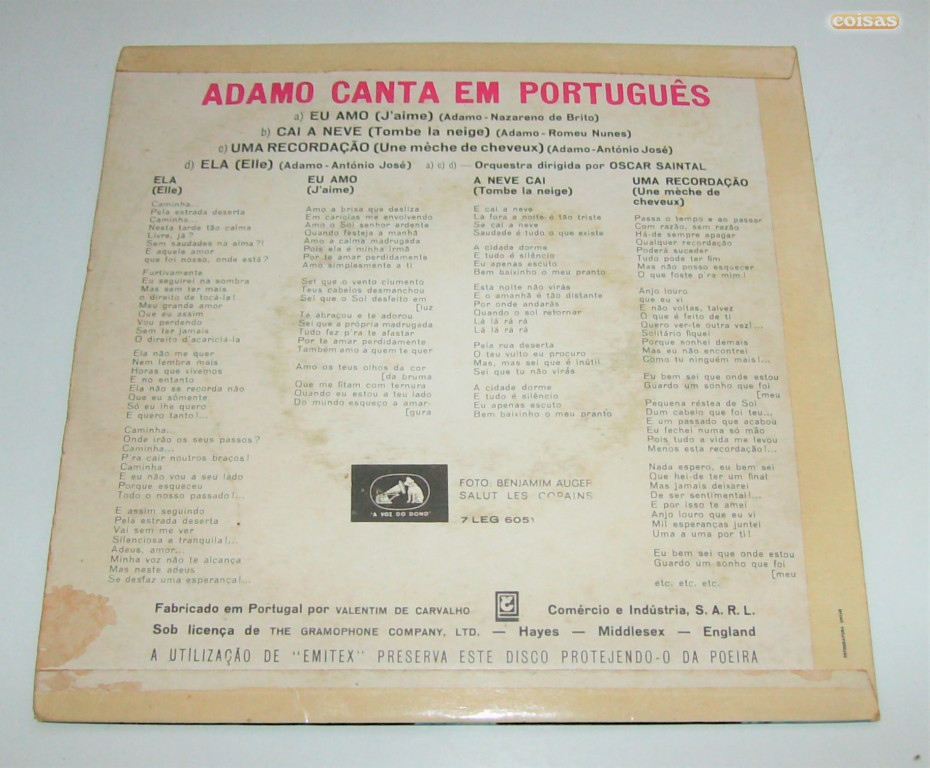 coisas
ADAMO CANTA EM PORTUGUÊS
a) EU AMO (J'aime) (Adamo - Nazareno de Brito)
b) CAI A NEVE (Tombe la neige) (Adamo - Romeu Nunes)
c) UMA RECORDAÇÃO (Une mèche de cheveux) (Adamo - António José)
d) ELA (Elle) (Adamo - António José) a) c) d) — Orquestra dirigida por OSCAR SAINTAL
ELA
(Elle)
Caminha...
Pela estrada deserta
Caminha...
Nesta tarde tão calma
Livre, já?
Sem saudades na alma?!
E aquele amor
que foi nosso, onde está?
Furtivamente
Eu seguirei na sombra
Mas sem ter mais
o direito de tocá-la!
Meu grande amor
Que eu assim
Vou perdendo
Sem ter jamais
O direito d'acariciá-la
Ela não me quer
Nem lembra mais
Horas que vivemos
E no entanto
Ela não se recorda não
Que eu sòmente
Só eu lhe quero
E quero tanto!...
Caminha...
Onde irão os seus passos?
Caminha...
P'ra cair noutros braços!
Caminha
E eu não vou a seu lado
Porque esqueceu
Todo o nosso passado!...
E assim seguindo
Pela estrada deserta
Vai sem me ver
Silenciosa e tranquila!...
Adeus, amor...
Minha voz não te alcança
Mas neste adeus
Se desfaz uma esperança!...
EU AMO
(J'aime)
Amo a brisa que desliza
Em carícias me envolvendo
Amo o Sol senhor ardente
Quando festeja a manhã
Amo a calma madrugada
Pois ela é minha irmã
Por te amar perdidamente
Amo simplesmente a ti
Sei que o vento ciumento
Teus cabelos desmanchou
Sei que o Sol desfeito em
[luz
Te abraçou e te adorou
Sei que a própria madrugada
Tudo fez p'ra te afastar
Por te amar perdidamente
Também amo a quem te quer
Amo os teus olhos da cor
[da bruma
Que me fitam com ternura
Quando eu estou a teu lado
Do mundo esqueço a amar-
[gura
A NEVE CAI
(Tombe la neige)
E cai a neve
Lá fora a noite é tão triste
Se cai a neve
Saudade é tudo o que existe
A cidade dorme
E tudo é silêncio
Eu apenas escuto
Bem baixinho o meu pranto
Esta noite não virás
E o amanhã é tão distante
Por onde andarás
Quando o sol retornar
Lá lá rá rá
Lá lá rá rá
Pela rua deserta
O teu vulto eu procuro
Mas, mas sei que é inútil
Sei que tu não virás
A cidade dorme
E tudo é silêncio
Eu apenas escuto
Bem baixinho o meu pranto
UMA RECORDAÇÃO
(Une mèche de
cheveux)
Passa o tempo e ao passar
Com razão, sem razão
Há-de sempre apagar
Qualquer recordação
Poderá suceder
Tudo pode ter fim
Mas não posso esquecer
O que foste p'ra mim!
Anjo louro
que eu vi
E não voltas, talvez
O que é feito de ti
Quero ver-te outra vez!...
Solitário fiquei
Porque sonhei demais
Mas eu não encontrei
Como tu ninguém mais!...
Eu bem sei que onde estou
Guardo um sonho que foi
[meu
Pequena réstea de Sol
Dum cabelo que foi teu...
E um passado que acabou
Eu fechei numa só mão
Pois tudo a vida me levou
Menos esta recordação!...
Nada espero, eu bem sei
Que hei-de ter um final
Mas jamais deixarei
De ser sentimental!...
E por isso te amei
Anjo louro que eu vi
Mil esperanças juntei
Uma a uma por ti!
Eu bem sei que onde estou
Guardo um sonho que foi
[meu
etc. etc. etc.
"A VOZ DO DONO"
FOTO: BENJAMIM AUGER
SALUT LES COPAINS
7 LEG 6051
Fabricado em Portugal por VALENTIM DE CARVALHO Comércio e Indústria, S. A. R. L.
Sob licença de THE GRAMOPHONE COMPANY, LTD. — Hayes — Middlesex — England
A UTILIZAÇÃO DE "EMITEX" PRESERVA ESTE DISCO PROTEJENDO-O DA POEIRA